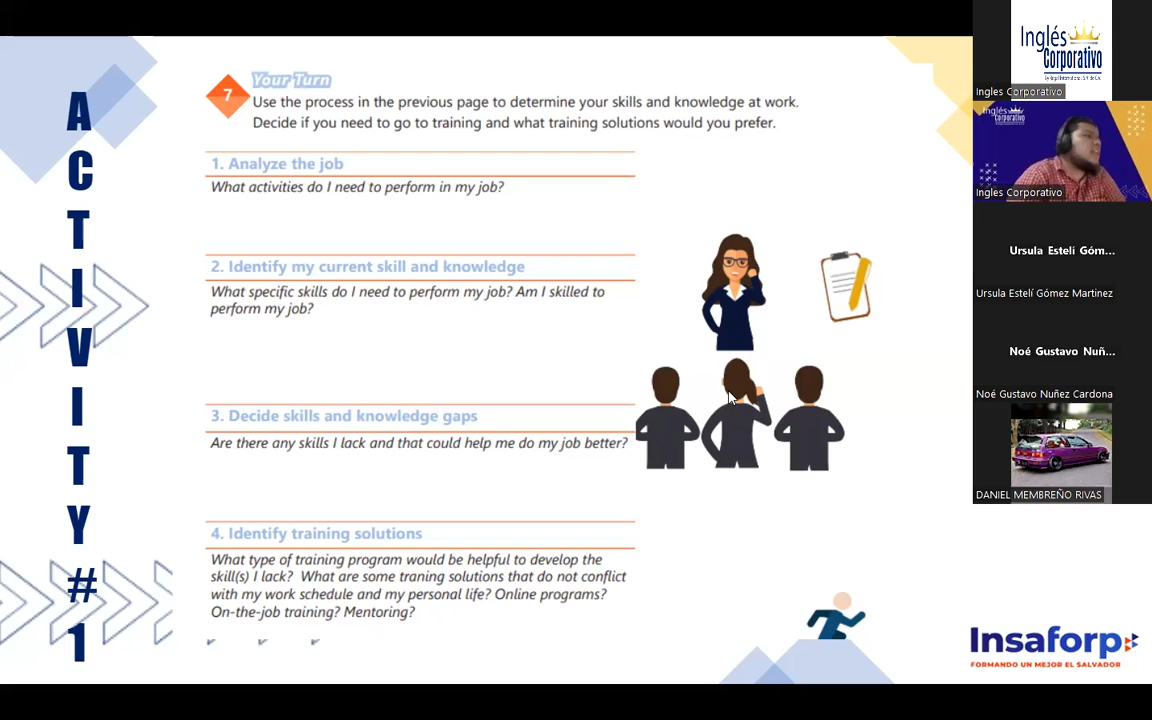 ACTIVITY #1
7
Your Turn
Use the process in the previous page to determine your skills and knowledge at work.
Decide if you need to go to training and what training solutions would you prefer.
1. Analyze the job
What activities do I need to perform in my job?
2. Identify my current skill and knowledge
What specific skills do I need to perform my job? Am I skilled to
perform my job?
3. Decide skills and knowledge gaps
Are there any skills I lack and that could help me do my job better?
4. Identify training solutions
What type of training program would be helpful to develop the
skill(s) I lack? What are some traning solutions that do not conflict
with my work schedule and my personal life? Online programs?
On-the-job training? Mentoring?
Insaforp
FORMANDO UN MEJOR EL SALVADOR
Inglés
Corporativo
Ingles Corporativo
Inglés
Corporativo
Ingles Corporativo
Ursula Estelí Góm...
Ursula Estelí Gómez Martinez
Noé Gustavo Nuñ...
Noé Gustavo Nuñez Cardona
DANIEL MEMBREÑO RIVAS